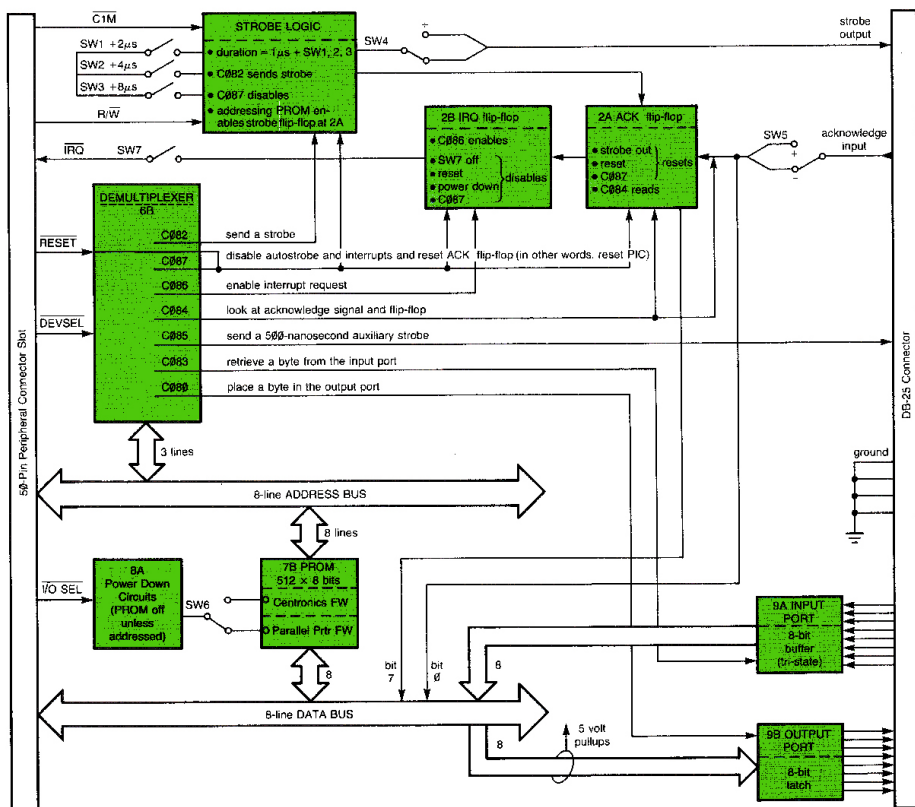 C1M
STROBE LOGIC
SW1 +2µs
• duration = 1µs + SW1, 2, 3
SW4
+
−
strobe output
SW2 +4µs
• CØ82 sends strobe
SW3 +8µs
• CØ87 disables
R/W
• addressing PROM enables strobe flip-flop at 2A
2B IRQ flip-flop
• CØ86 enables
• SW7 off
• reset
• power down
• CØ87
disables
2A ACK flip-flop
• strobe out
• reset
• CØ87
• CØ84 reads
resets
SW5
+
−
acknowledge input
IRQ
SW7
DEMULTIPLEXER
6B
CØ82 send a strobe
RESET
CØ87 disable autostrobe and interrupts and reset ACK flip-flop (in other words, reset PIC)
CØ86 enable interrupt request
CØ84 look at acknowledge signal and flip-flop
DEVSEL
CØ85 send a 5ØØ-nanosecond auxiliary strobe
CØ83 retrieve a byte from the input port
CØ80 place a byte in the output port
5Ø-Pin Peripheral Connector Slot
DB-25 Connector
3 lines
ground
8-line ADDRESS BUS
8 lines
I/O SEL
8A
Power Down
Circuits
(PROM off
unless
addressed)
SW6
7B PROM
512 × 8 bits
Centronics FW
Parallel Prtr FW
8
bit 7
bit Ø
8
9A INPUT
PORT
8-bit
buffer
(tri-state)
8-line DATA BUS
8
5 volt
pullups
9B OUTPUT
PORT
8-bit
latch